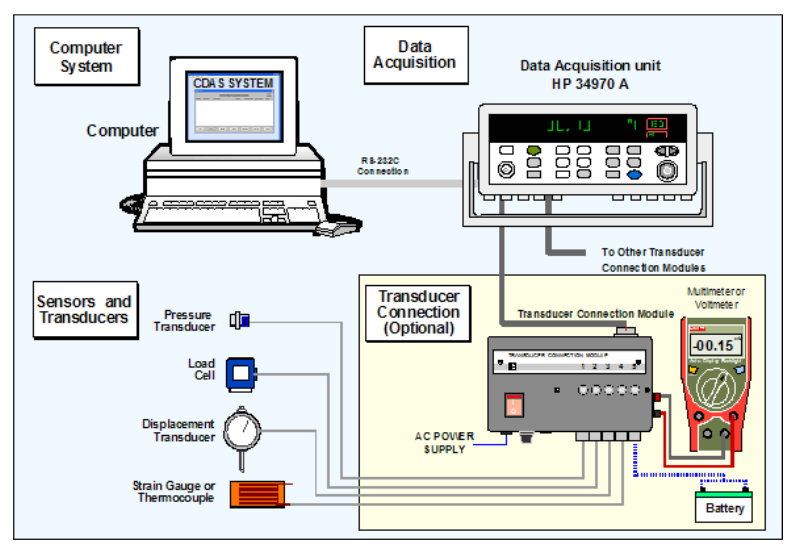 Computer
System
CDAS SYSTEM
Computer
Data
Acquisition
Data Acquisition unit
HP 34970 A
RS-232C
Connection
To Other Transducer
Connection Modules
Sensors and
Transducers
Pressure
Transducer
Load
Cell
Displacement
Transducer
Strain Gauge or
Thermocouple
Transducer
Connection
(Optional)
Transducer Connection Module
TRANSDUCER CONNECTION MODULE
1 2 3 4 5
AC POWER
SUPPLY
Multimeter or
Voltmeter
-00.15
Battery